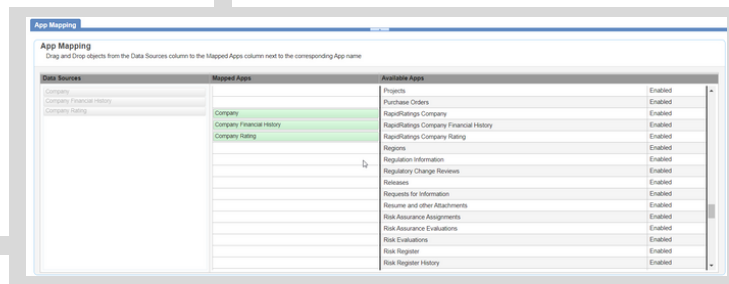 App Mapping
App Mapping
Drag and Drop objects from the Data Sources column to the Mapped Apps column next to the corresponding App name
Data Sources Mapped Apps Available Apps
Company Projects Enabled
Company Financial History Purchase Orders Enabled
Company Rating Company RapidRatings Company Enabled
Company Financial History RapidRatings Company Financial History Enabled
Company Rating RapidRatings Company Rating Enabled
Regions Enabled
Regulation Information Enabled
Regulatory Change Reviews Enabled
Releases Enabled
Requests for Information Enabled
Resume and other Attachments Enabled
Risk Assurance Assignments Enabled
Risk Assurance Evaluations Enabled
Risk Evaluations Enabled
Risk Register Enabled
Risk Register History Enabled